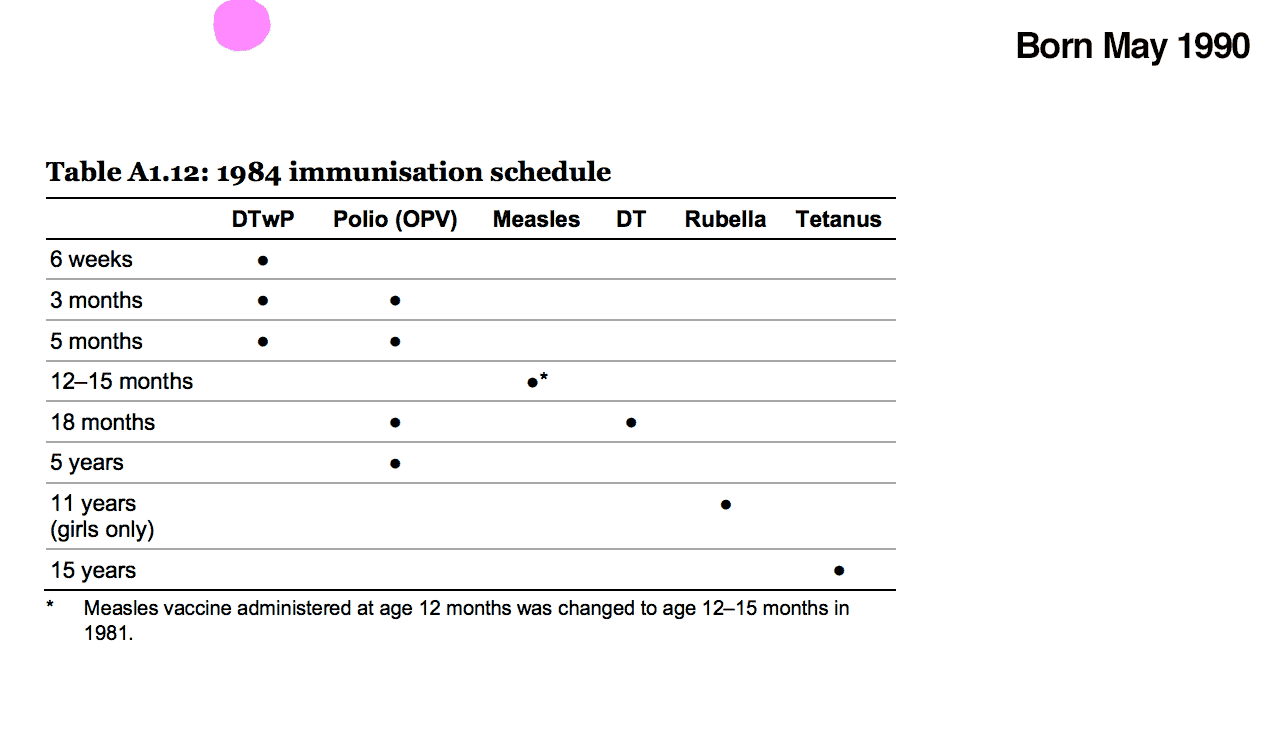 Born May 1990
Table A1.12: 1984 immunisation schedule
DTwP Polio (OPV) Measles DT Rubella Tetanus
6 weeks ●
3 months ● ●
5 months ● ●
12–15 months ●*
18 months ● ●
5 years ●
11 years ●
(girls only)
15 years ●
* Measles vaccine administered at age 12 months was changed to age 12–15 months in
1981.